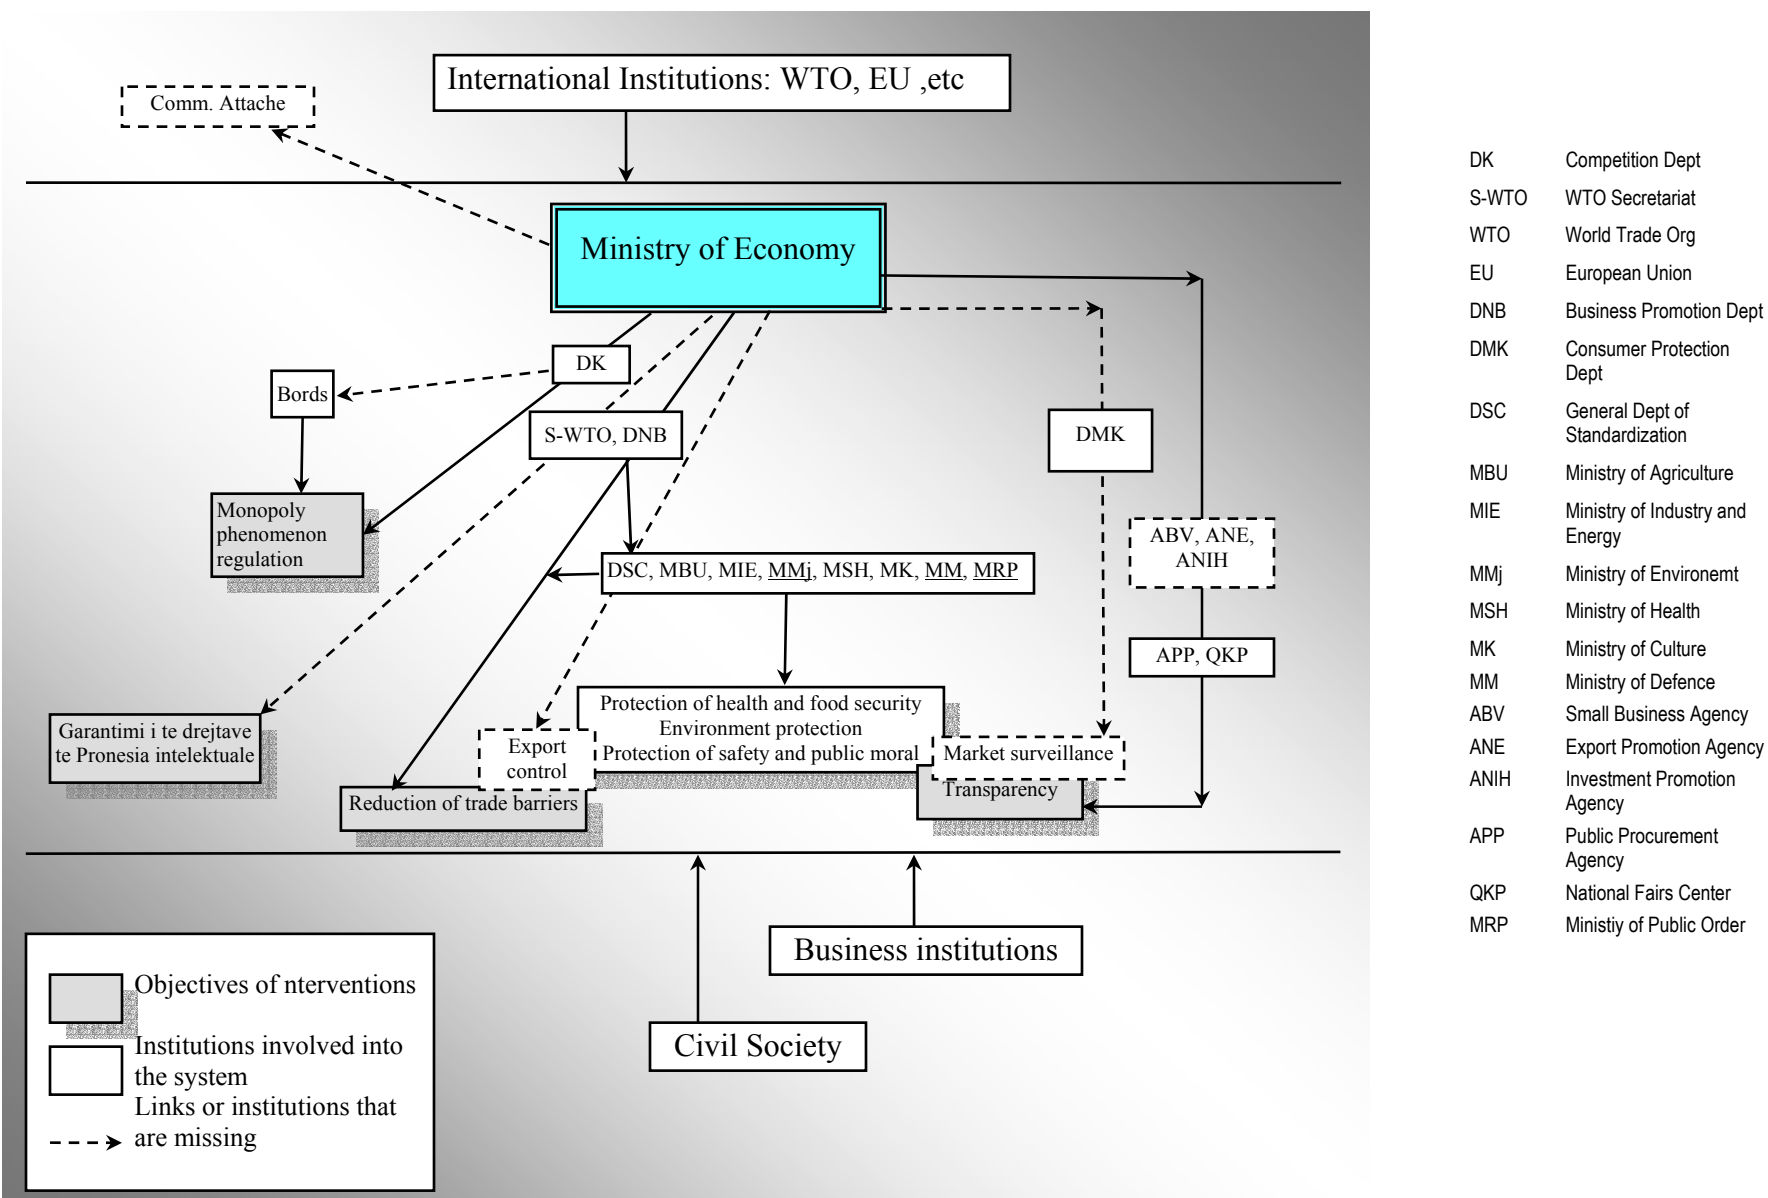 International Institutions: WTO, EU ,etc
Comm. Attache
Ministry of Economy
DK
Bords
S-WTO, DNB
DMK
Monopoly
phenomenon
regulation
ABV, ANE,
ANIH
DSC, MBU, MIE, MMj, MSH, MK, MM, MRP
APP, QKP
Protection of health and food security
Environment protection
Protection of safety and public moral
Garantimi i te drejtave
te Pronesia intelektuale
Export
control
Market surveillance
Transparency
Reduction of trade barriers
Business institutions
Civil Society
Objectives of nterventions
Institutions involved into
the system
Links or institutions that
are missing
DK Competition Dept
S-WTO WTO Secretariat
WTO World Trade Org
EU European Union
DNB Business Promotion Dept
DMK Consumer Protection
Dept
DSC General Dept of
Standardization
MBU Ministry of Agriculture
MIE Ministry of Industry and
Energy
MMj Ministry of Environemt
MSH Ministry of Health
MK Ministry of Culture
MM Ministry of Defence
ABV Small Business Agency
ANE Export Promotion Agency
ANIH Investment Promotion
Agency
APP Public Procurement
Agency
QKP National Fairs Center
MRP Ministiy of Public Order